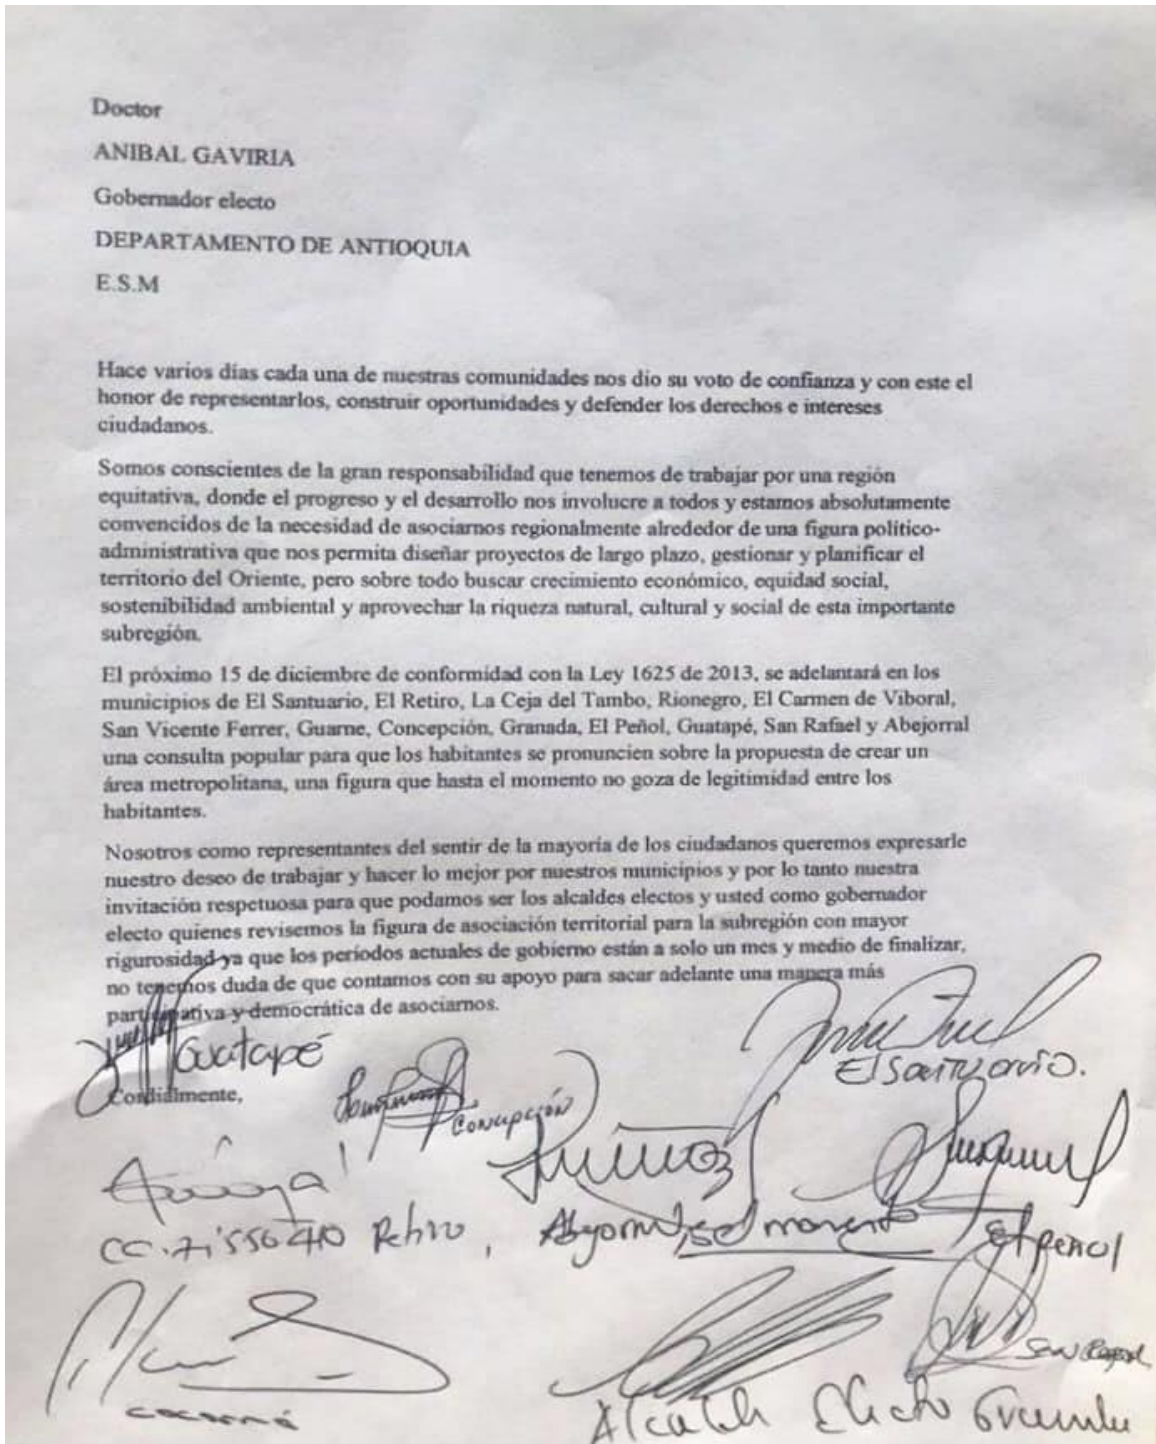 Doctor
ANIBAL GAVIRIA
Gobernador electo
DEPARTAMENTO DE ANTIOQUIA
E.S.M
Hace varios días cada una de nuestras comunidades nos dio su voto de confianza y con este el
honor de representarlos, construir oportunidades y defender los derechos e intereses
ciudadanos.
Somos conscientes de la gran responsabilidad que tenemos de trabajar por una región
equitativa, donde el progreso y el desarrollo nos involucre a todos y estamos absolutamente
convencidos de la necesidad de asociarnos regionalmente alrededor de una figura político-
administrativa que nos permita diseñar proyectos de largo plazo, gestionar y planificar el
territorio del Oriente, pero sobre todo buscar crecimiento económico, equidad social,
sostenibilidad ambiental y aprovechar la riqueza natural, cultural y social de esta importante
subregión.
El próximo 15 de diciembre de conformidad con la Ley 1625 de 2013, se adelantará en los
municipios de El Santuario, El Retiro, La Ceja del Tambo, Rionegro, El Carmen de Viboral,
San Vicente Ferrer, Guarne, Concepción, Granada, El Peñol, Guatapé, San Rafael y Abejorral
una consulta popular para que los habitantes se pronuncien sobre la propuesta de crear un
área metropolitana, una figura que hasta el momento no goza de legitimidad entre los
habitantes.
Nosotros como representantes del sentir de la mayoría de los ciudadanos queremos expresarle
nuestro deseo de trabajar y hacer lo mejor por nuestros municipios y por lo tanto nuestra
invitación respetuosa para que podamos ser los alcaldes electos y usted como gobernador
electo quienes revisemos la figura de asociación territorial para la subregión con mayor
rigurosidad ya que los períodos actuales de gobierno están a solo un mes y medio de finalizar,
no tenemos duda de que contamos con su apoyo para sacar adelante una manera más
participativa y democrática de asociarnos.
Guatapé
El Santuario.
Cordialmente,
Concepción
Retiro
El peñol
San Rafael
cocorná
Alcalde Electo Granada